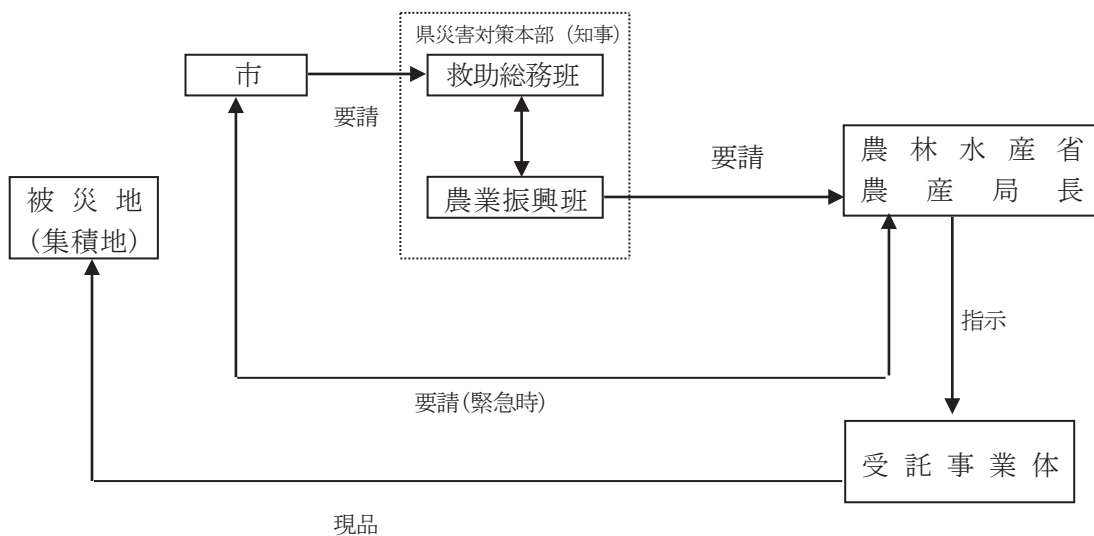 県災害対策本部（知事）
市
救助総務班
要請
要請
農林水産省
農産局長
被災地
(集積地)
農業振興班
指示
要請(緊急時)
受託事業体
現品